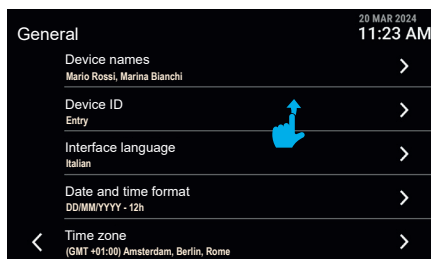 20 MAR 2024
General
11:23 AM
Device names
Mario Rossi, Marina Bianchi
Device ID
Entry
Interface language
Italian
Date and time format
DD/MM/YYYY - 12h
Time zone
(GMT +01:00) Amsterdam, Berlin, Rome